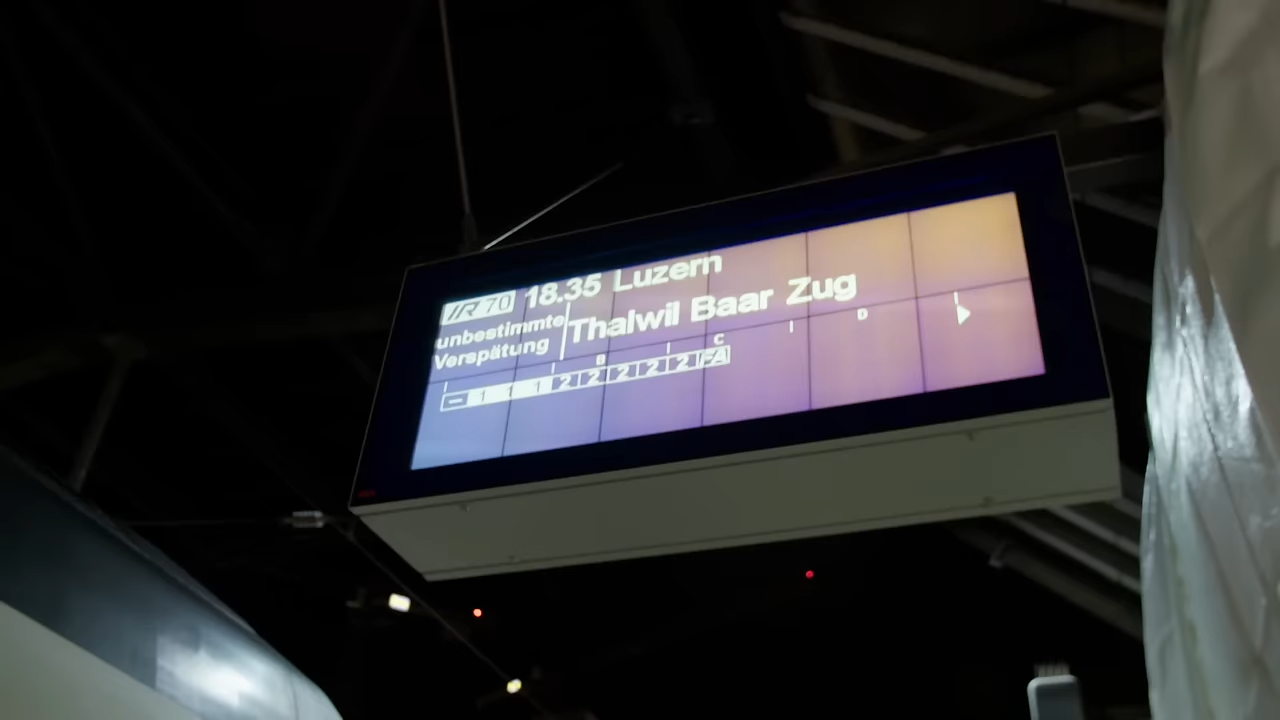 IR 70 18.35 Luzern
unbestimmte Verspätung
Thalwil Baar Zug
B C D
1 1 1 2 2 2 2 2 FA